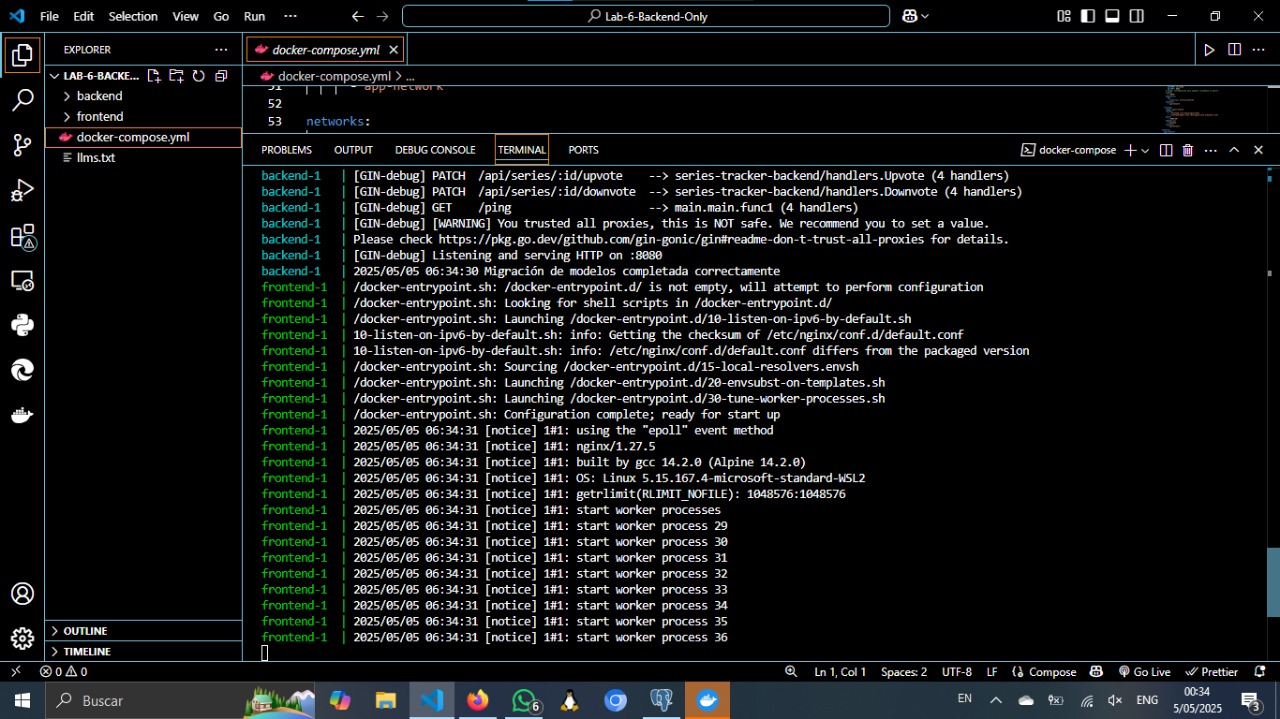 File Edit Selection View Go Run ··· Lab-6-Backend-Only
EXPLORER ···
docker-compose.yml
LAB-6-BACKE...
docker-compose.yml > ...
backend
frontend
docker-compose.yml
llms.txt
51 - app-network
52
53 networks:
PROBLEMS OUTPUT DEBUG CONSOLE TERMINAL PORTS docker-compose
backend-1 | [GIN-debug] PATCH /api/series/:id/upvote --> series-tracker-backend/handlers.Upvote (4 handlers)
backend-1 | [GIN-debug] PATCH /api/series/:id/downvote --> series-tracker-backend/handlers.Downvote (4 handlers)
backend-1 | [GIN-debug] GET /ping --> main.main.func1 (4 handlers)
backend-1 | [GIN-debug] [WARNING] You trusted all proxies, this is NOT safe. We recommend you to set a value.
backend-1 | Please check https://pkg.go.dev/github.com/gin-gonic/gin#readme-don-t-trust-all-proxies for details.
backend-1 | [GIN-debug] Listening and serving HTTP on :8080
backend-1 | 2025/05/05 06:34:30 Migración de modelos completada correctamente
frontend-1 | /docker-entrypoint.sh: /docker-entrypoint.d/ is not empty, will attempt to perform configuration
frontend-1 | /docker-entrypoint.sh: Looking for shell scripts in /docker-entrypoint.d/
frontend-1 | /docker-entrypoint.sh: Launching /docker-entrypoint.d/10-listen-on-ipv6-by-default.sh
frontend-1 | 10-listen-on-ipv6-by-default.sh: info: Getting the checksum of /etc/nginx/conf.d/default.conf
frontend-1 | 10-listen-on-ipv6-by-default.sh: info: /etc/nginx/conf.d/default.conf differs from the packaged version
frontend-1 | /docker-entrypoint.sh: Sourcing /docker-entrypoint.d/15-local-resolvers.envsh
frontend-1 | /docker-entrypoint.sh: Launching /docker-entrypoint.d/20-envsubst-on-templates.sh
frontend-1 | /docker-entrypoint.sh: Launching /docker-entrypoint.d/30-tune-worker-processes.sh
frontend-1 | /docker-entrypoint.sh: Configuration complete; ready for start up
frontend-1 | 2025/05/05 06:34:31 [notice] 1#1: using the "epoll" event method
frontend-1 | 2025/05/05 06:34:31 [notice] 1#1: nginx/1.27.5
frontend-1 | 2025/05/05 06:34:31 [notice] 1#1: built by gcc 14.2.0 (Alpine 14.2.0)
frontend-1 | 2025/05/05 06:34:31 [notice] 1#1: OS: Linux 5.15.167.4-microsoft-standard-WSL2
frontend-1 | 2025/05/05 06:34:31 [notice] 1#1: getrlimit(RLIMIT_NOFILE): 1048576:1048576
frontend-1 | 2025/05/05 06:34:31 [notice] 1#1: start worker processes
frontend-1 | 2025/05/05 06:34:31 [notice] 1#1: start worker process 29
frontend-1 | 2025/05/05 06:34:31 [notice] 1#1: start worker process 30
frontend-1 | 2025/05/05 06:34:31 [notice] 1#1: start worker process 31
frontend-1 | 2025/05/05 06:34:31 [notice] 1#1: start worker process 32
frontend-1 | 2025/05/05 06:34:31 [notice] 1#1: start worker process 33
frontend-1 | 2025/05/05 06:34:31 [notice] 1#1: start worker process 34
frontend-1 | 2025/05/05 06:34:31 [notice] 1#1: start worker process 35
frontend-1 | 2025/05/05 06:34:31 [notice] 1#1: start worker process 36
OUTLINE
TIMELINE
0 0 Ln 1, Col 1 Spaces: 2 UTF-8 LF Compose Go Live Prettier
Buscar 6 EN ENG 00:34
5/05/2025 3